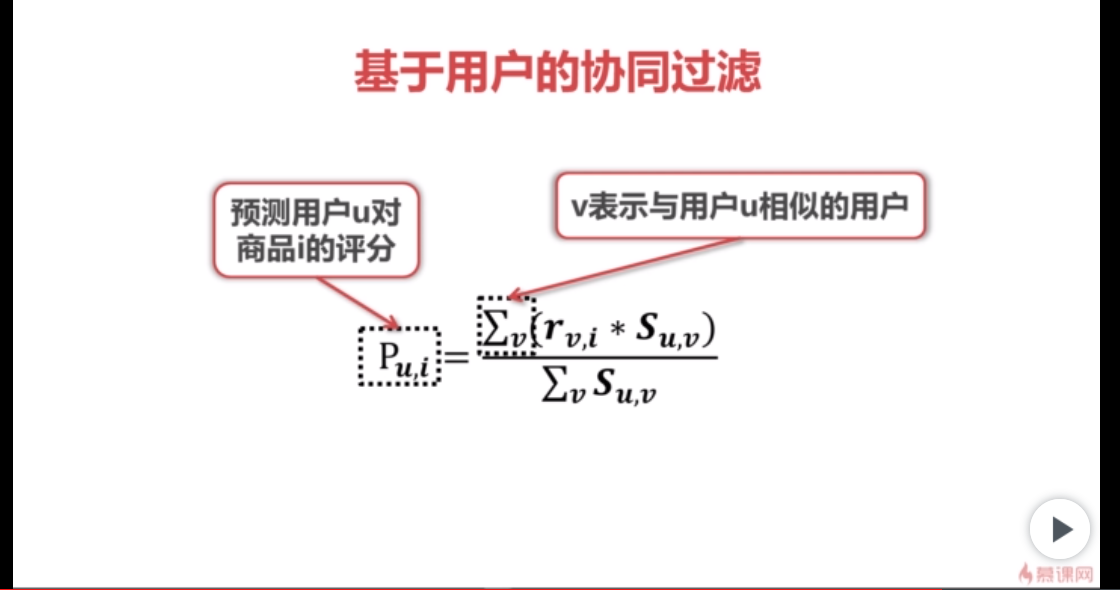 基于用户的协同过滤
预测用户u对
商品i的评分
v表示与用户u相似的用户
P_{u,i} = \frac{\sum_v (r_{v,i} * S_{u,v})}{\sum_v S_{u,v}}
慕课网